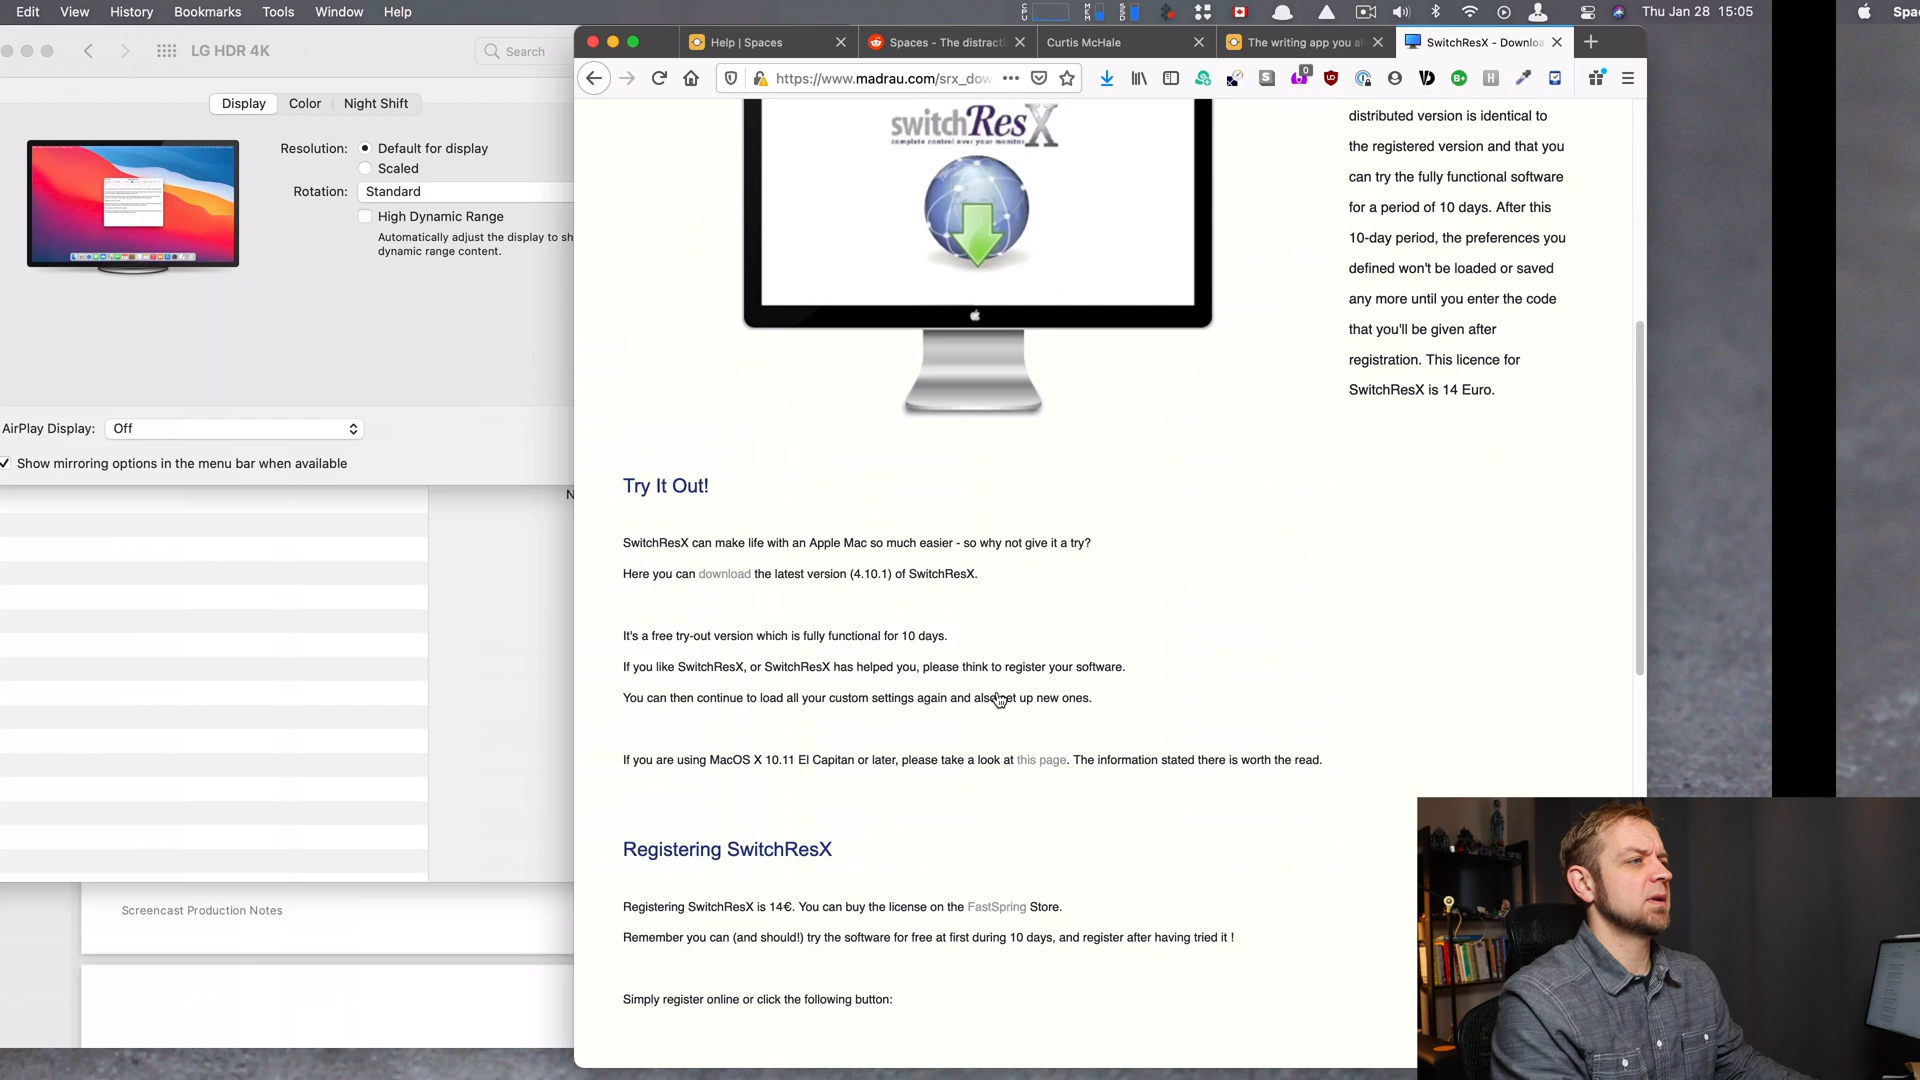 Edit View History Bookmarks Tools Window Help
Thu Jan 28 15:05
Spac
LG HDR 4K
Search
Display Color Night Shift
Resolution: Default for display
Scaled
Rotation: Standard
High Dynamic Range
Automatically adjust the display to sh
dynamic range content.
AirPlay Display: Off
Show mirroring options in the menu bar when available
N
Screencast Production Notes
Help | Spaces
Spaces - The distracti
Curtis McHale
The writing app you al
SwitchResX - Downloa
https://www.madrau.com/srx_dow
0
switchResX
complete control over your monitor
distributed version is identical to
the registered version and that you
can try the fully functional software
for a period of 10 days. After this
10-day period, the preferences you
defined won't be loaded or saved
any more until you enter the code
that you'll be given after
registration. This licence for
SwitchResX is 14 Euro.
Try It Out!
SwitchResX can make life with an Apple Mac so much easier - so why not give it a try?
Here you can download the latest version (4.10.1) of SwitchResX.
It's a free try-out version which is fully functional for 10 days.
If you like SwitchResX, or SwitchResX has helped you, please think to register your software.
You can then continue to load all your custom settings again and also set up new ones.
If you are using MacOS X 10.11 El Capitan or later, please take a look at this page. The information stated there is worth the read.
Registering SwitchResX
Registering SwitchResX is 14€. You can buy the license on the FastSpring Store.
Remember you can (and should!) try the software for free at first during 10 days, and register after having tried it !
Simply register online or click the following button: